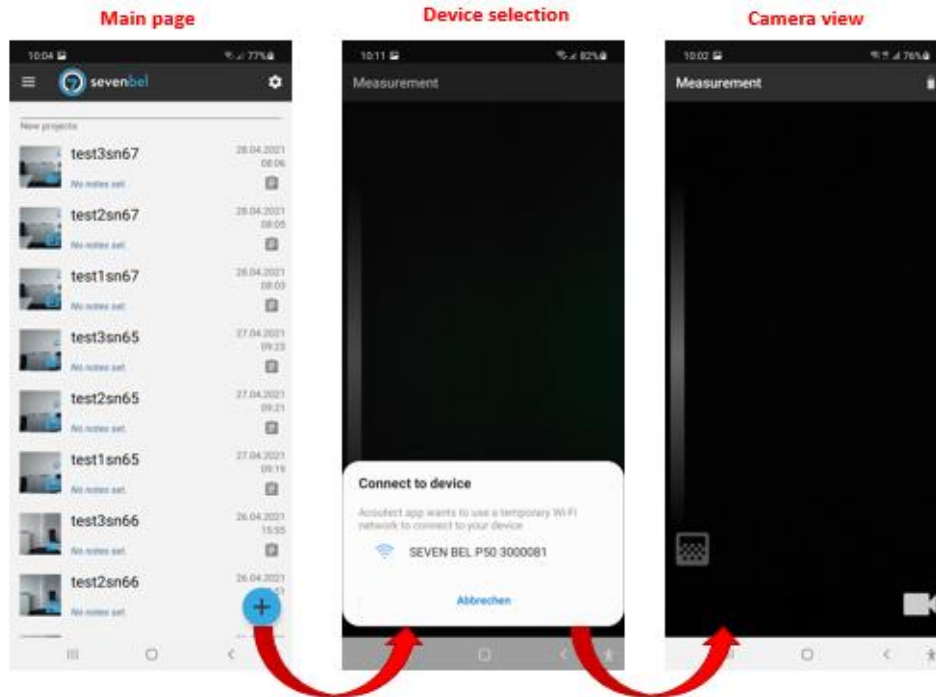 Main page
10:04 77%
sevenbel
New projects
test3sn67
28.04.2021
08:06
No notes set.
test2sn67
28.04.2021
08:05
No notes set.
test1sn67
28.04.2021
08:03
No notes set.
test3sn65
27.04.2021
09:23
No notes set.
test2sn65
27.04.2021
09:21
No notes set.
test1sn65
27.04.2021
09:19
No notes set.
test3sn66
26.04.2021
15:55
No notes set.
test2sn66
26.04.2021
No notes set.
Device selection
10:11 82%
Measurement
Connect to device
Acoutect app wants to use a temporary Wi-Fi
network to connect to your device
SEVEN BEL P50 3000081
Abbrechen
Camera view
10:02 76%
Measurement